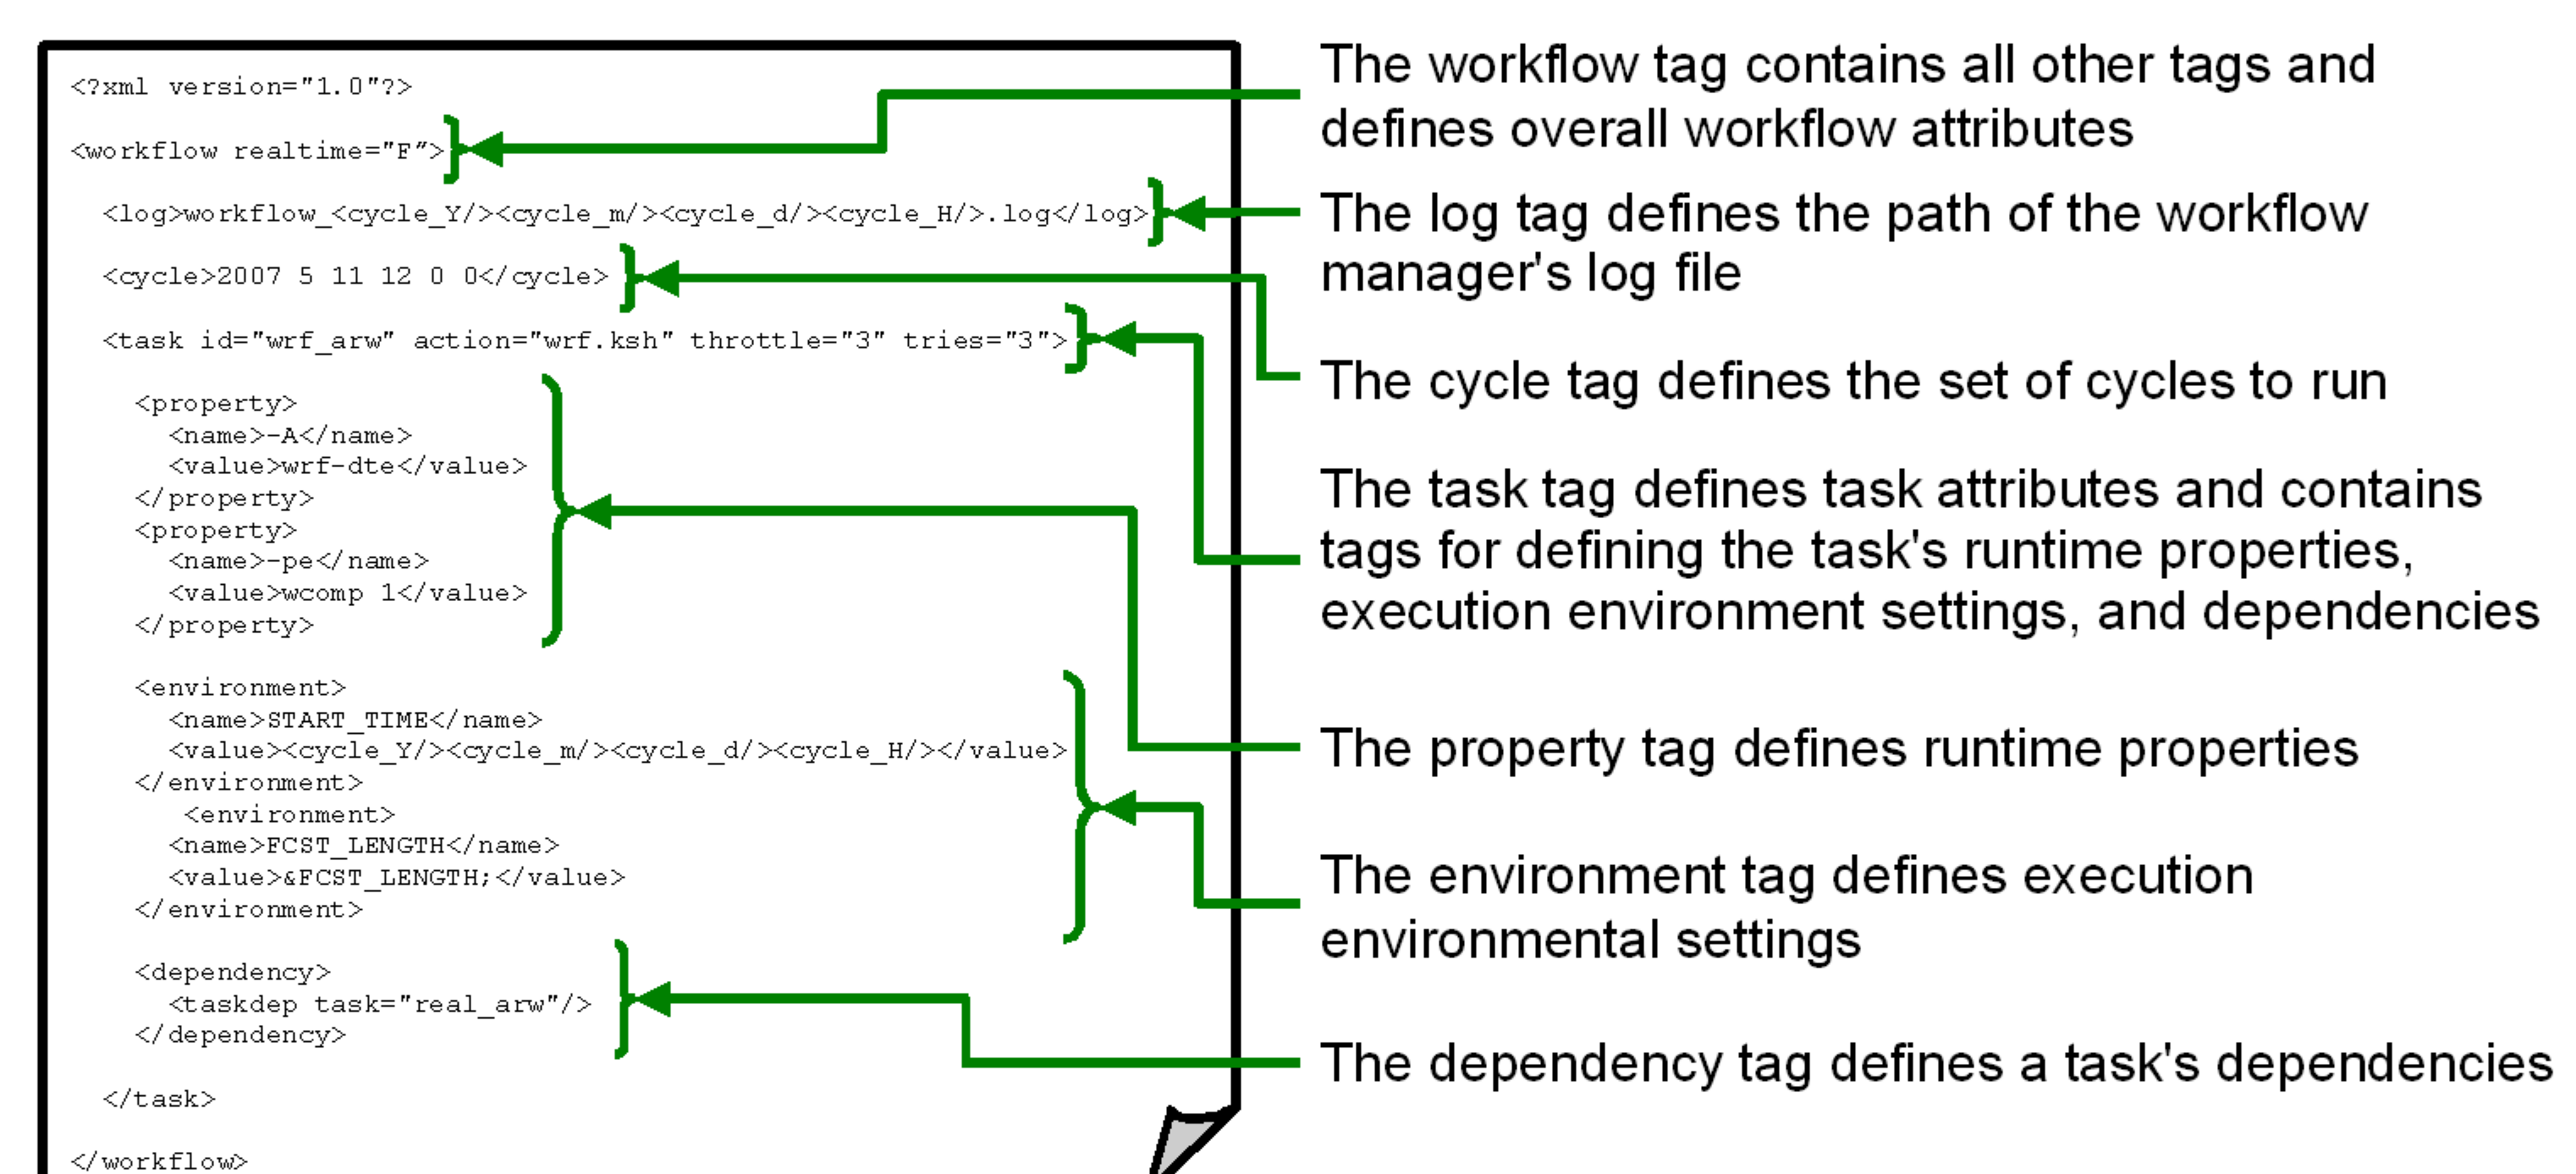 <?xml version="1.0"?>
<workflow realtime="F">
<log>workflow_<cycle_Y/><cycle_m/><cycle_d/><cycle_H/>.log</log>
<cycle>2007 5 11 12 0 0</cycle>
<task id="wrf_arw" action="wrf.ksh" throttle="3" tries="3">
<property>
<name>-A</name>
<value>wrf-dte</value>
</property>
<property>
<name>-pe</name>
<value>wcomp 1</value>
</property>
<environment>
<name>START_TIME</name>
<value><cycle_Y/><cycle_m/><cycle_d/><cycle_H/></value>
</environment>
<environment>
<name>FCST_LENGTH</name>
<value>&FCST_LENGTH;</value>
</environment>
<dependency>
<taskdep task="real_arw"/>
</dependency>
</task>
</workflow>
The workflow tag contains all other tags and
defines overall workflow attributes
The log tag defines the path of the workflow
manager's log file
The cycle tag defines the set of cycles to run
The task tag defines task attributes and contains
tags for defining the task's runtime properties,
execution environment settings, and dependencies
The property tag defines runtime properties
The environment tag defines execution
environmental settings
The dependency tag defines a task's dependencies